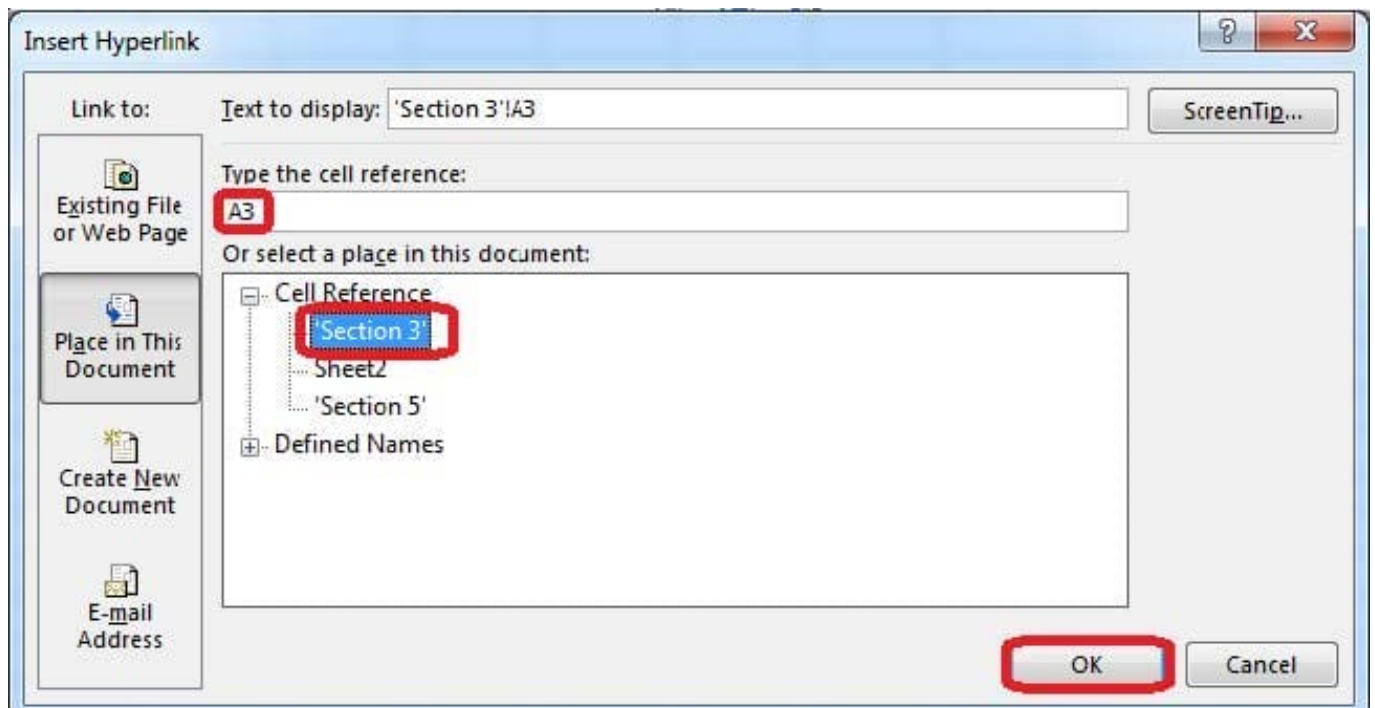 Insert Hyperlink
Link to:
Text to display: 'Section 3'!A3
ScreenTip...
Type the cell reference:
A3
Or select a place in this document:
Existing File
or Web Page
Place in This
Document
Create New
Document
E-mail
Address
Cell Reference
'Section 3'
Sheet2
'Section 5'
Defined Names
OK
Cancel